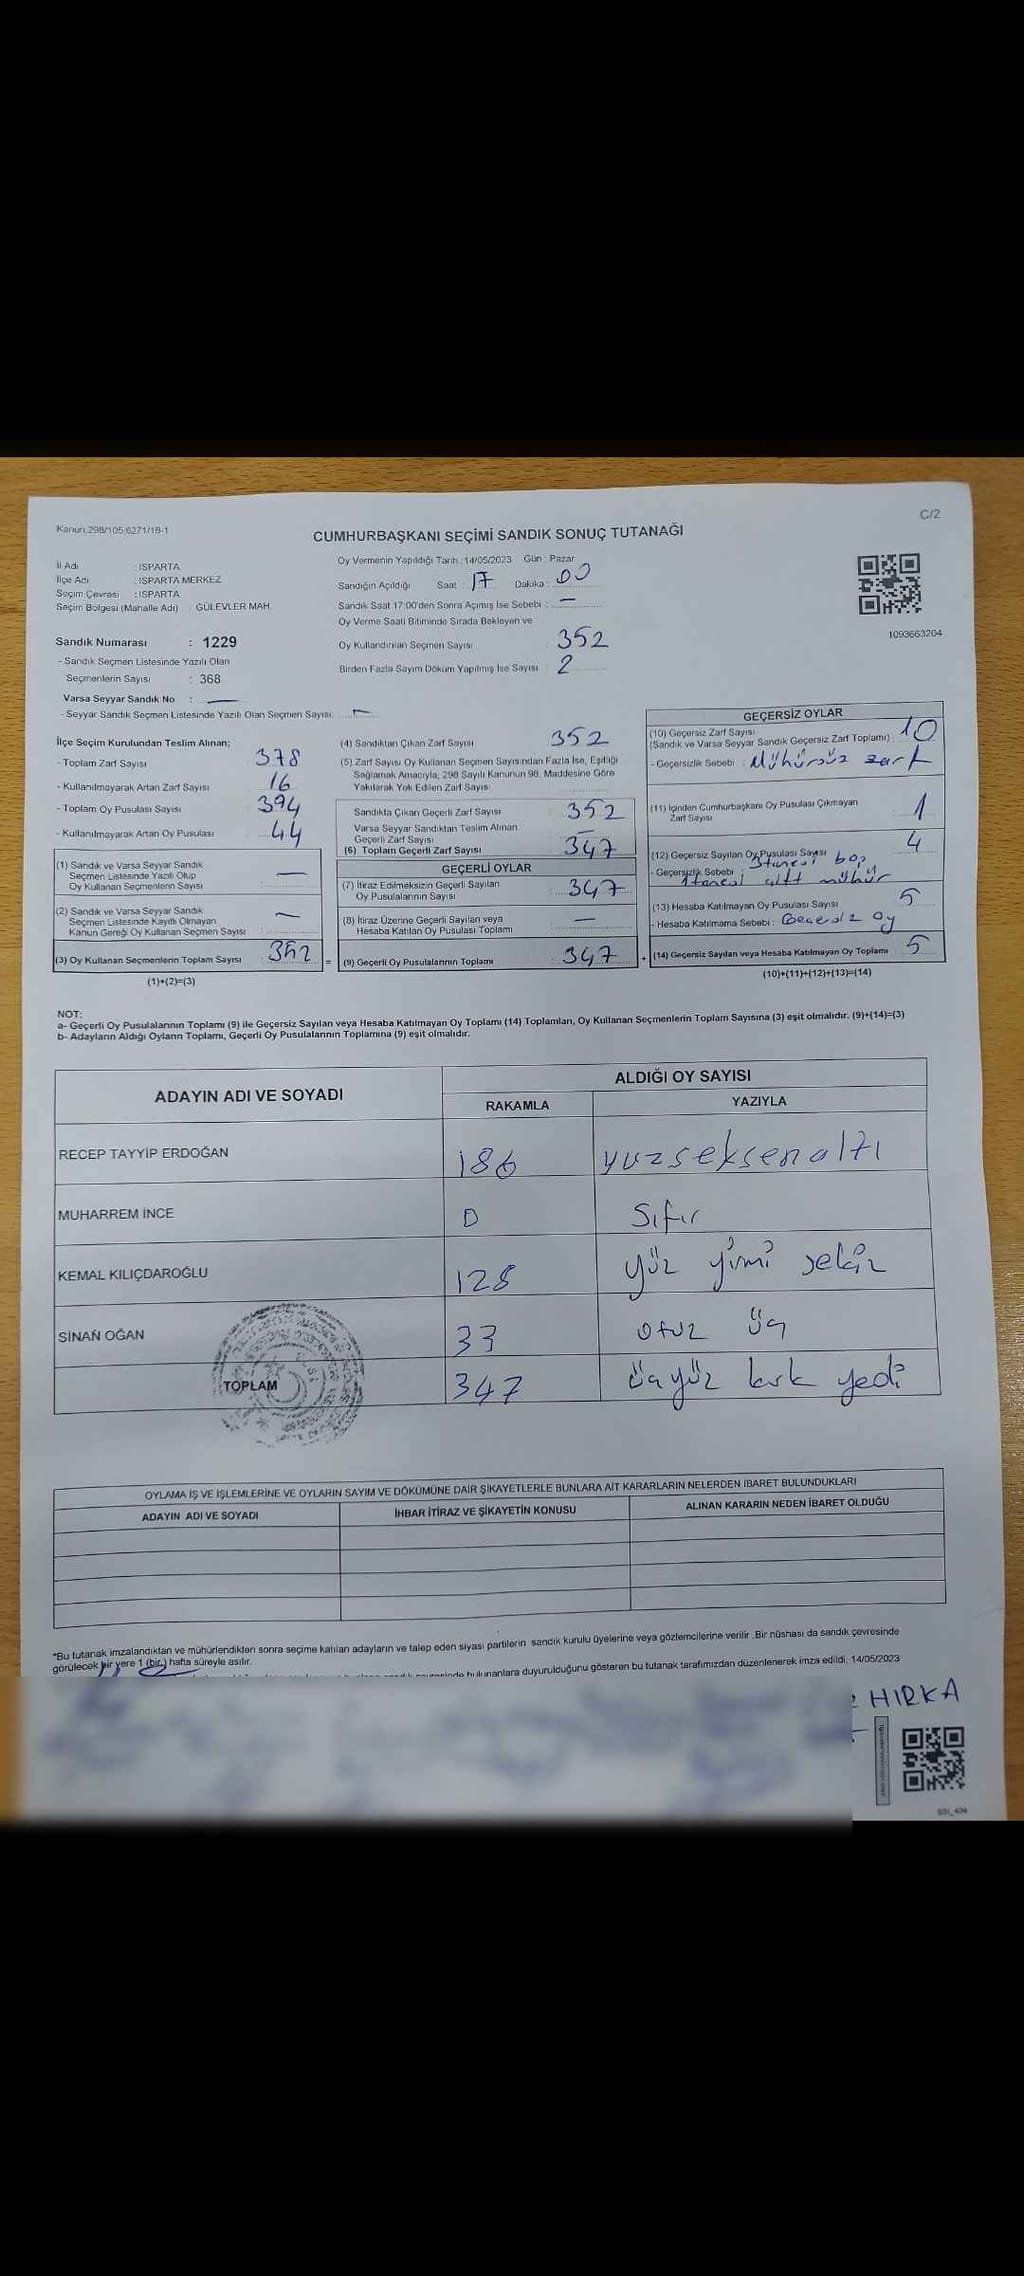 Kanun:298/105;6271/18-1
C/2
CUMHURBAŞKANI SEÇİMİ SANDIK SONUÇ TUTANAĞI
İl Adı : ISPARTA
İlçe Adı : ISPARTA MERKEZ
Seçim Çevresi : ISPARTA
Seçim Bölgesi (Mahalle Adı) : GÜLEVLER MAH.
Sandık Numarası : 1229
- Sandık Seçmen Listesinde Yazılı Olan
Seçmenlerin Sayısı : 368
Varsa Seyyar Sandık No : —
- Seyyar Sandık Seçmen Listesinde Yazılı Olan Seçmen Sayısı: —
Oy Vermenin Yapıldığı Tarih : 14/05/2023 Gün : Pazar
Sandığın Açıldığı Saat : 17 Dakika : 00
Sandık Saat 17:00'den Sonra Açılmış İse Sebebi : —
Oy Verme Saati Bitiminde Sırada Bekleyen ve
Oy Kullandırılan Seçmen Sayısı : 352
Birden Fazla Sayım Döküm Yapılmış İse Sayısı 2
1093663204
İlçe Seçim Kurulundan Teslim Alınan;
- Toplam Zarf Sayısı 378
- Kullanılmayarak Artan Zarf Sayısı 16
- Toplam Oy Pusulası Sayısı 394
- Kullanılmayarak Artan Oy Pusulası 44
(1) Sandık ve Varsa Seyyar Sandık
Seçmen Listesinde Yazılı Olup
Oy Kullanan Seçmenlerin Sayısı —
(2) Sandık ve Varsa Seyyar Sandık
Seçmen Listesinde Kayıtlı Olmayan
Kanun Gereği Oy Kullanan Seçmen Sayısı —
(3) Oy Kullanan Seçmenlerin Toplam Sayısı : 352 =
(1)+(2)=(3)
(4) Sandıktan Çıkan Zarf Sayısı 352
(5) Zarf Sayısı Oy Kullanan Seçmen Sayısından Fazla İse, Eşitliği
Sağlamak Amacıyla, 298 Sayılı Kanunun 98. Maddesine Göre
Yakılarak Yok Edilen Zarf Sayısı
Sandıkta Çıkan Geçerli Zarf Sayısı 352
Varsa Seyyar Sandıktan Teslim Alınan
Geçerli Zarf Sayısı —
(6) Toplam Geçerli Zarf Sayısı 347
GEÇERLİ OYLAR
(7) İtiraz Edilmeksizin Geçerli Sayılan
Oy Pusulalarının Sayısı 347
(8) İtiraz Üzerine Geçerli Sayılan veya
Hesaba Katılan Oy Pusulası Toplamı —
(9) Geçerli Oy Pusulalarının Toplamı : 347 +
GEÇERSİZ OYLAR
(10) Geçersiz Zarf Sayısı
(Sandık ve Varsa Seyyar Sandık Geçersiz Zarf Toplamı) : 10
- Geçersizlik Sebebi : Mühürsüz zarf
(11) İçinden Cumhurbaşkanı Oy Pusulası Çıkmayan
Zarf Sayısı 1
(12) Geçersiz Sayılan Oy Pusulası Sayısı 4
- Geçersizlik Sebebi : 3tanesi boş
1tanesi çift mühür
(13) Hesaba Katılmayan Oy Pusulası Sayısı 5
- Hesaba Katılmama Sebebi : Geçersiz oy
(14) Geçersiz Sayılan veya Hesaba Katılmayan Oy Toplamı 5
(10)+(11)+(12)+(13)=(14)
NOT:
a- Geçerli Oy Pusulalarının Toplamı (9) ile Geçersiz Sayılan veya Hesaba Katılmayan Oy Toplamı (14) Toplamları, Oy Kullanan Seçmenlerin Toplam Sayısına (3) eşit olmalıdır. (9)+(14)=(3)
b- Adayların Aldığı Oyların Toplamı, Geçerli Oy Pusulalarının Toplamına (9) eşit olmalıdır.
ADAYIN ADI VE SOYADI
ALDIĞI OY SAYISI
RAKAMLA YAZIYLA
RECEP TAYYİP ERDOĞAN 186 yuzseksenaltı
MUHARREM İNCE 0 Sıfır
KEMAL KILIÇDAROĞLU 128 yüz yirmi sekiz
SİNAN OĞAN 33 otuz üç
TOPLAM 347 üçyüz kırk yedi
OYLAMA İŞ VE İŞLEMLERİNE VE OYLARIN SAYIM VE DÖKÜMÜNE DAİR ŞİKAYETLERLE BUNLARA AİT KARARLARIN NELERDEN İBARET BULUNDUKLARI
ADAYIN ADI VE SOYADI İHBAR İTİRAZ VE ŞİKAYETİN KONUSU ALINAN KARARIN NEDEN İBARET OLDUĞU
*Bu tutanak imzalandıktan ve mühürlendikten sonra seçime katılan adayların ve talep eden siyasi partilerin sandık kurulu üyelerine veya gözlemcilerine verilir .Bir nüshası da sandık çevresinde
görülecek bir yere 1 (bir.) hafta süreyle asılır.
bulunanlara duyurulduğunu gösteren bu tutanak tarafımızdan düzenlenerek imza edildi. 14/05/2023
HIRKA